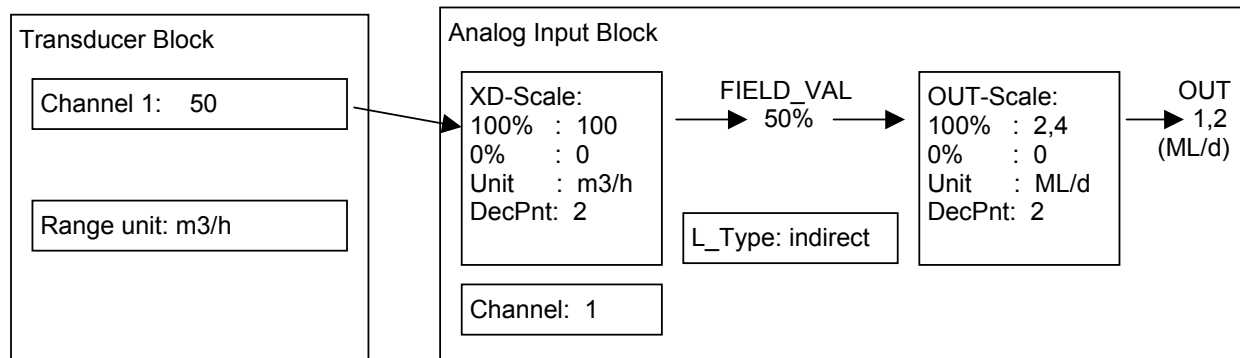 Transducer Block
Channel 1: 50
Range unit: m3/h
Analog Input Block
XD-Scale:
100% : 100
0% : 0
Unit : m3/h
DecPnt: 2
Channel: 1
FIELD_VAL
50%
L_Type: indirect
OUT-Scale:
100% : 2,4
0% : 0
Unit : ML/d
DecPnt: 2
OUT
1,2
(ML/d)